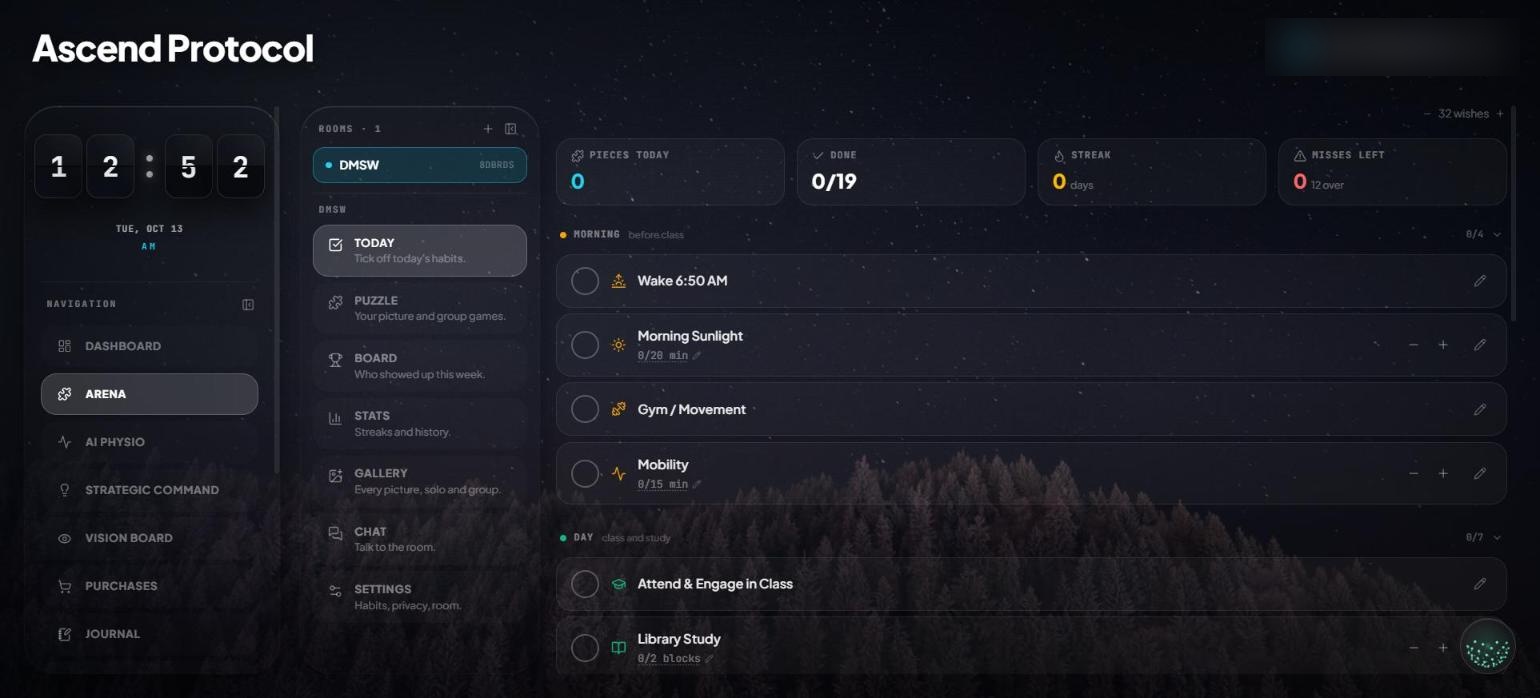 Ascend Protocol
12:52
TUE, OCT 13
AM
NAVIGATION
DASHBOARD
ARENA
AI PHYSIO
STRATEGIC COMMAND
VISION BOARD
PURCHASES
JOURNAL
ROOMS · 1
DMSW 8DBRDS
DMSW
TODAY
Tick off today's habits.
PUZZLE
Your picture and group games.
BOARD
Who showed up this week.
STATS
Streaks and history.
GALLERY
Every picture, solo and group.
CHAT
Talk to the room.
SETTINGS
Habits, privacy, room.
− 32 wishes +
PIECES TODAY
0
DONE
0/19
STREAK
0 days
MISSES LEFT
0 12 over
MORNING before class 0/4
Wake 6:50 AM
Morning Sunlight
0/20 min
Gym / Movement
Mobility
0/15 min
DAY class and study 0/7
Attend & Engage in Class
Library Study
0/2 blocks